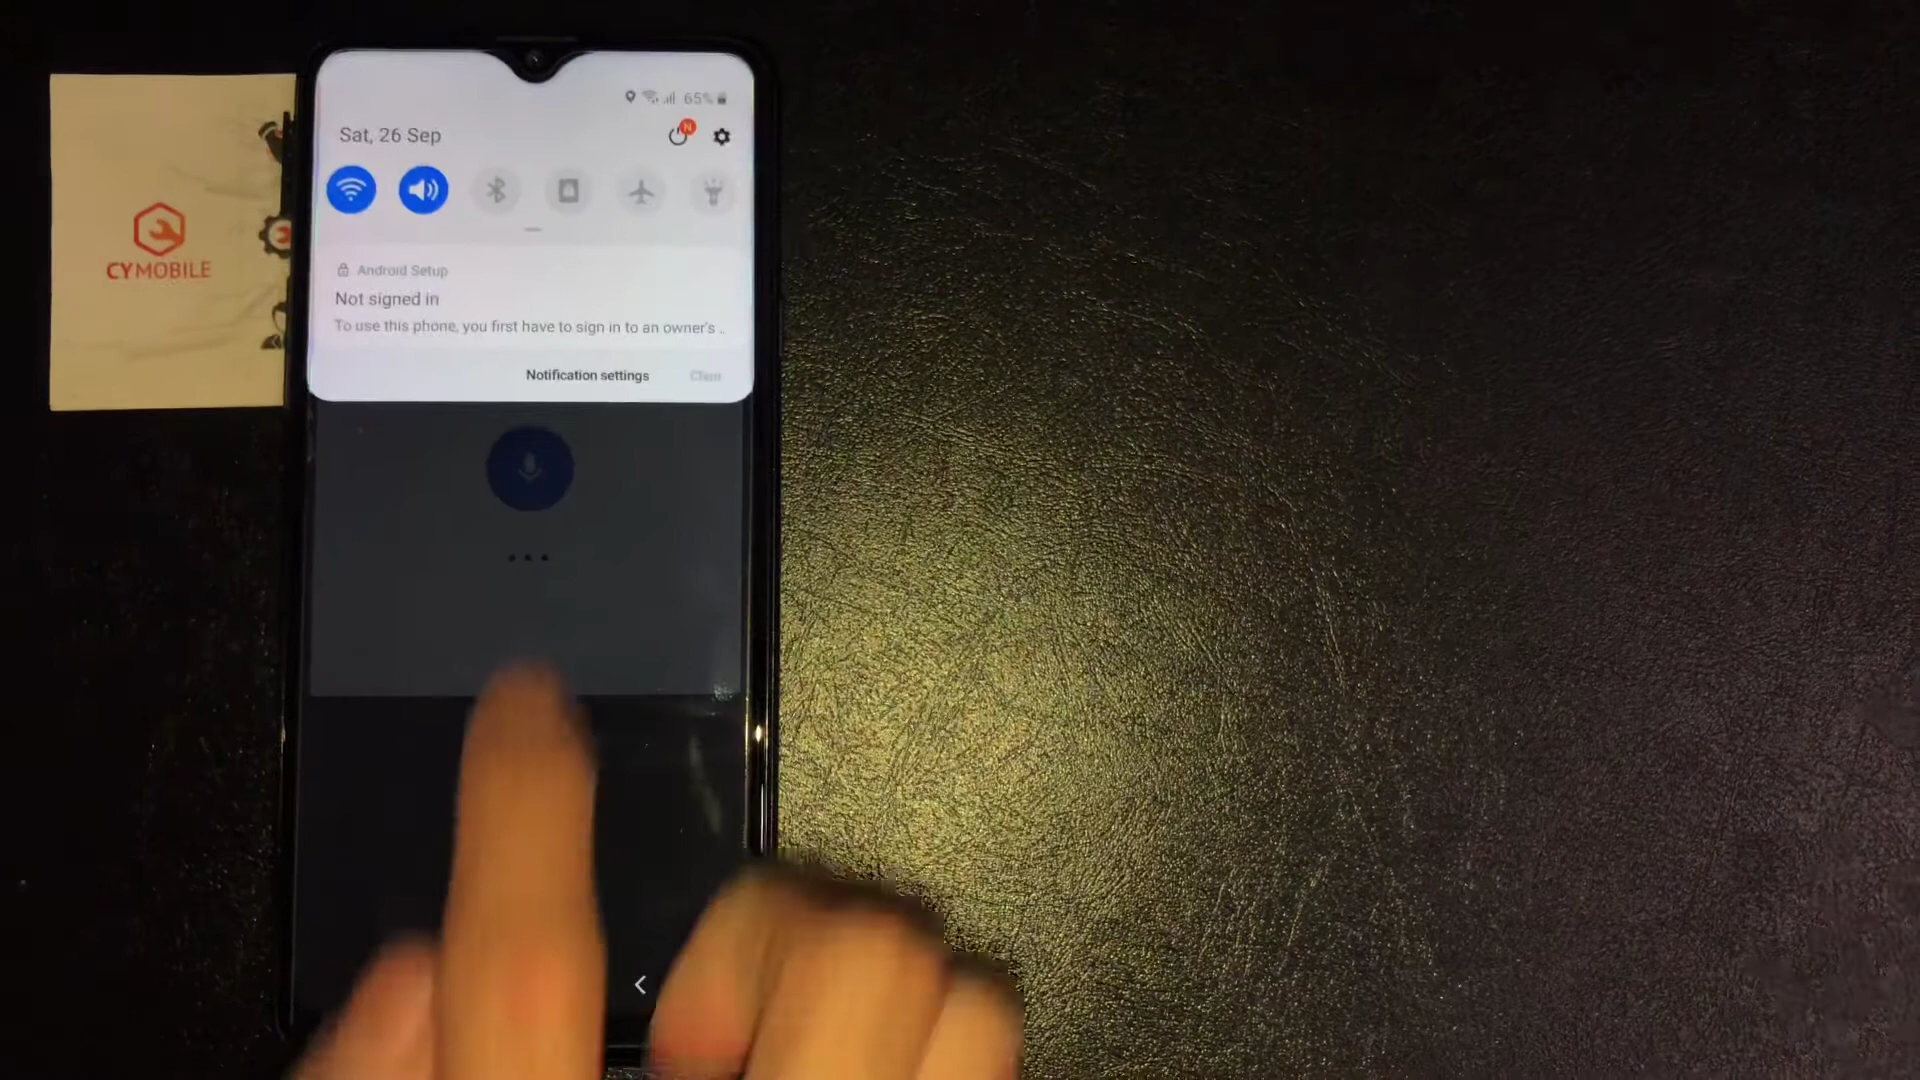 65%
Sat, 26 Sep
N
Android Setup
Not signed in
To use this phone, you first have to sign in to an owner's ..
Notification settings
Clear
CYMOBILE